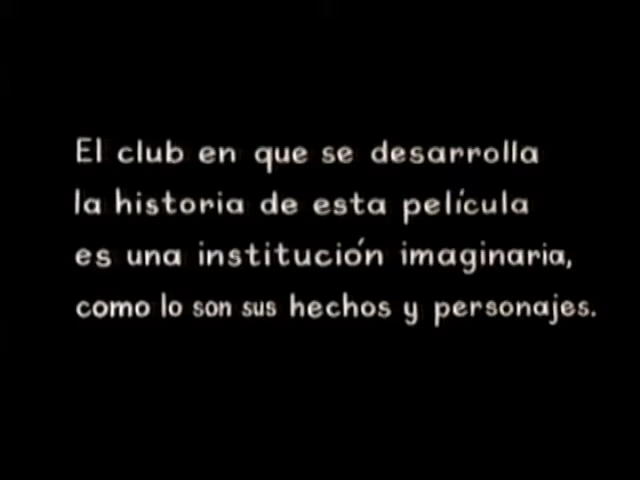 El club en que se desarrolla
la historia de esta película
es una institución imaginaria,
como lo son sus hechos y personajes.